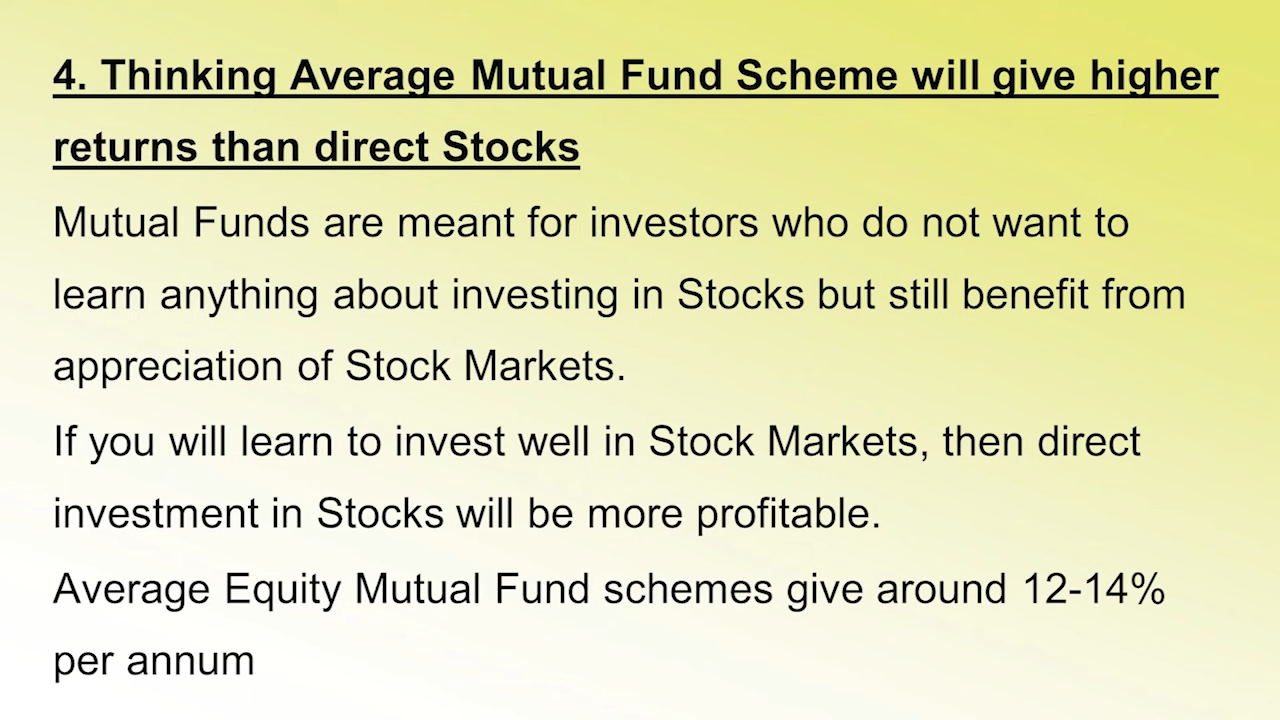 4. Thinking Average Mutual Fund Scheme will give higher
returns than direct Stocks
Mutual Funds are meant for investors who do not want to
learn anything about investing in Stocks but still benefit from
appreciation of Stock Markets.
If you will learn to invest well in Stock Markets, then direct
investment in Stocks will be more profitable.
Average Equity Mutual Fund schemes give around 12-14%
per annum